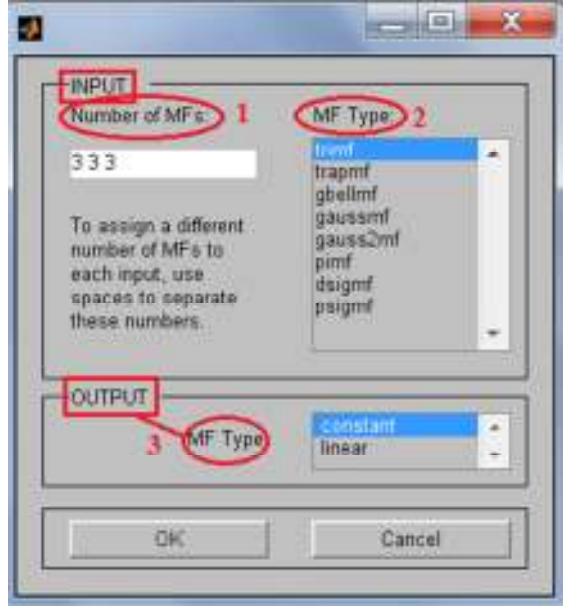 INPUT
Number of MFs: 1
3 3 3
To assign a different
number of MFs to
each input, use
spaces to separate
these numbers.
MF Type: 2
trimf
trapmf
gbellmf
gaussmf
gauss2mf
pimf
dsigmf
psigmf
OUTPUT
3 MF Type
constant
linear
OK
Cancel